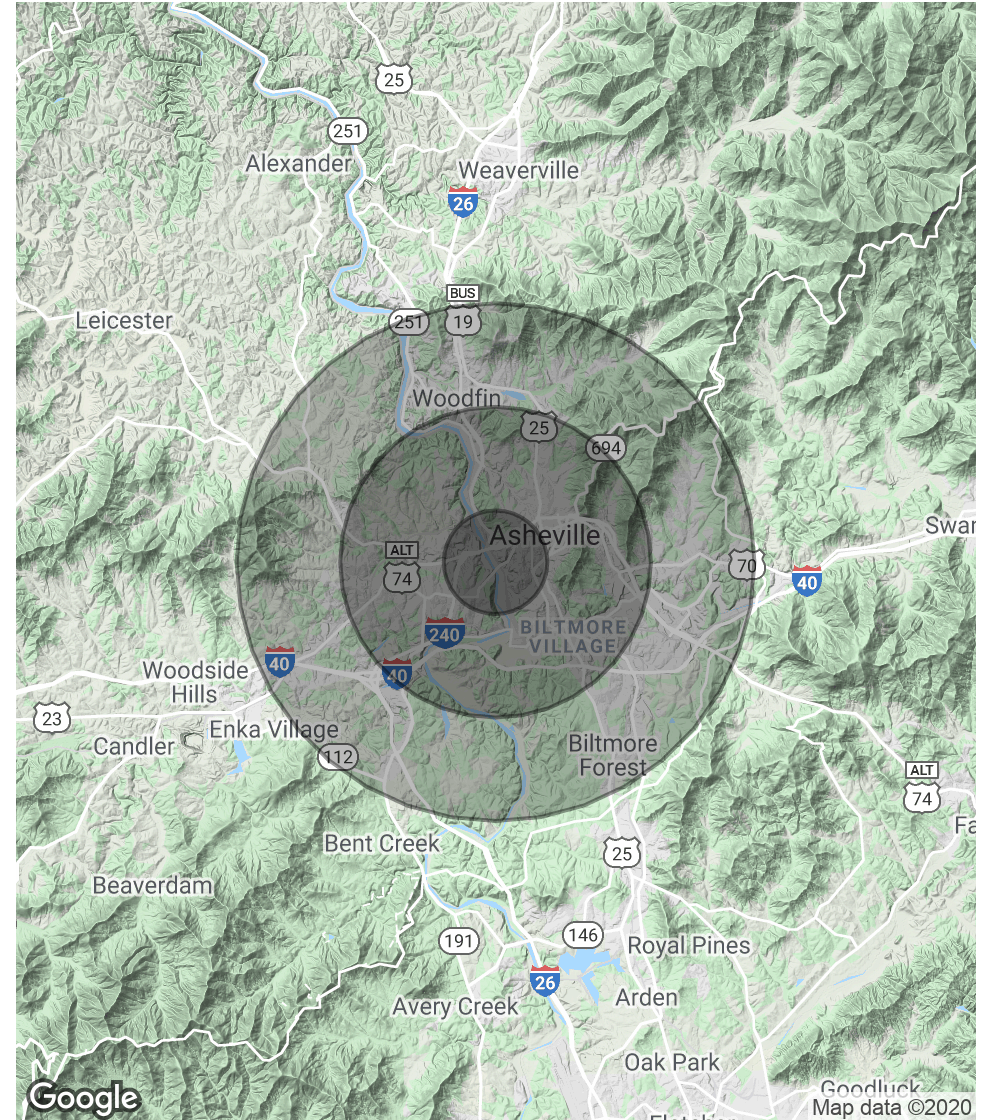 25
251
Alexander
Weaverville
26
BUS
19
251
Leicester
Woodfin
25
694
Swar
Asheville
ALT
74
70
40
BILTMORE
VILLAGE
240
40
40
Woodside
Hills
23
Enka Village
Candler
112
Biltmore
Forest
ALT
74
Fa
Bent Creek
25
Beaverdam
191
146
Royal Pines
26
Arden
Avery Creek
Oak Park
Goodluck
Google
Map data ©2020